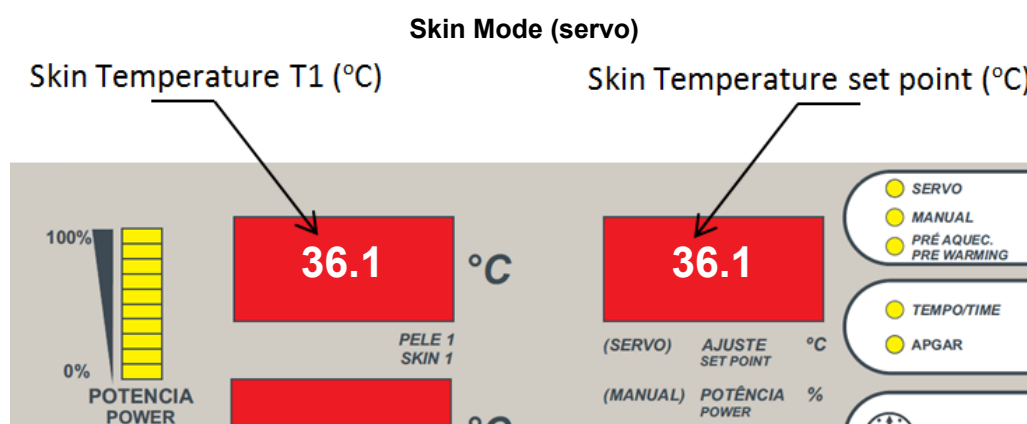 Skin Mode (servo)
Skin Temperature T1 (°C)
Skin Temperature set point (°C)
100%
0%
POTENCIA
POWER
36.1
°C
PELE 1
SKIN 1
°C
36.1
(SERVO) AJUSTE °C
SET POINT
(MANUAL) POTÊNCIA %
POWER
SERVO
MANUAL
PRÉ AQUEC.
PRE WARMING
TEMPO/TIME
APGAR